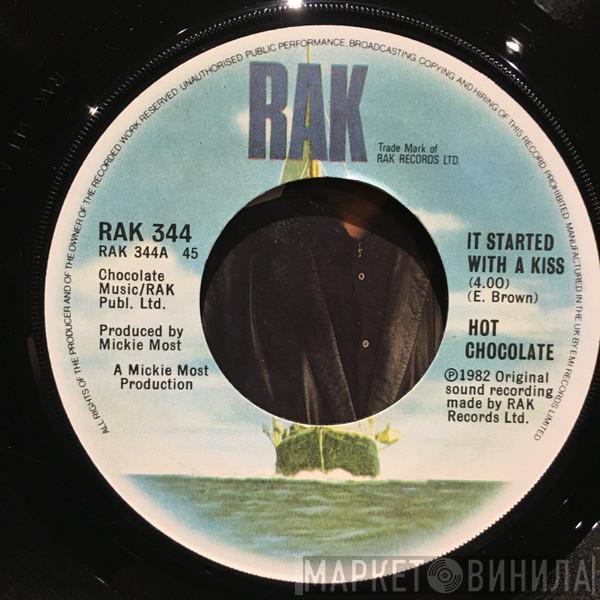 ALL RIGHTS OF THE PRODUCER AND OF THE OWNER OF THE RECORDED WORK RESERVED. UNAUTHORISED PUBLIC PERFORMANCE, BROADCASTING, COPYING AND HIRING OF THIS RECORD PROHIBITED. MANUFACTURED IN THE UK BY EMI RECORDS LIMITED
RAK
Trade Mark of
RAK RECORDS LTD.
RAK 344
RAK 344A 45
Chocolate
Music/RAK
Publ. Ltd.
Produced by
Mickie Most
A Mickie Most
Production
IT STARTED
WITH A KISS
(4.00)
(E. Brown)
HOT
CHOCOLATE
℗1982 Original
sound recording
made by RAK
Records Ltd.
МАРКЕТ ВИНИЛА